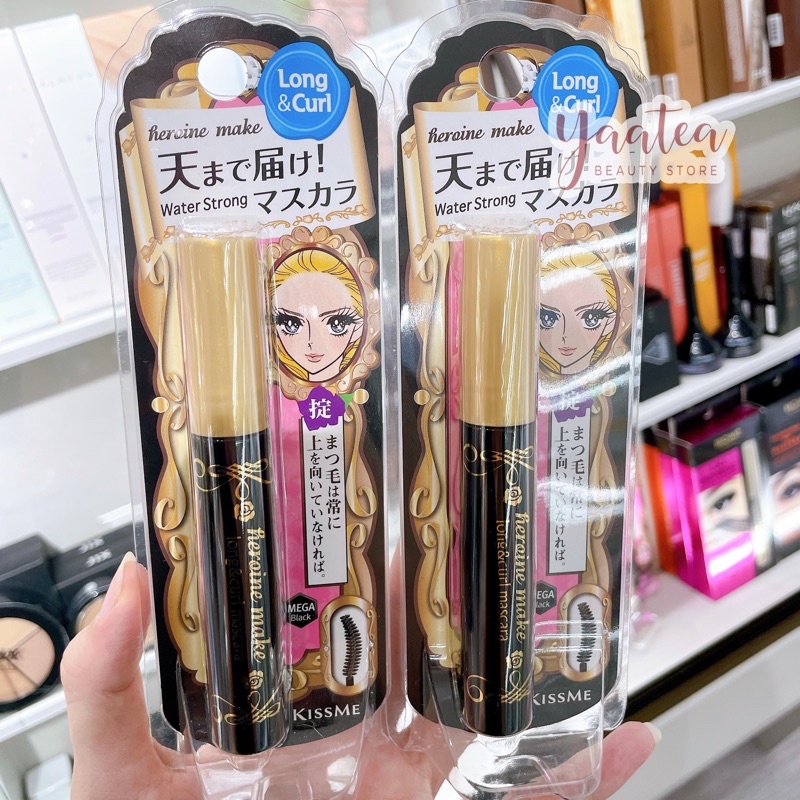 Long
&Curl
heroine make
天まで届け!
Water Strong マスカラ
掟
まつ毛は常に
上を向いていなければ。
heroine make
long&curl mascara
MEGA
Black
KISSME
Long
&Curl
heroine make
天まで届け
Water Strong マスカラ
掟
まつ毛は常に
上を向いていなければ。
heroine make
long&curl mascara
MEGA
Black
KISSME
yaatea
BEAUTY STORE